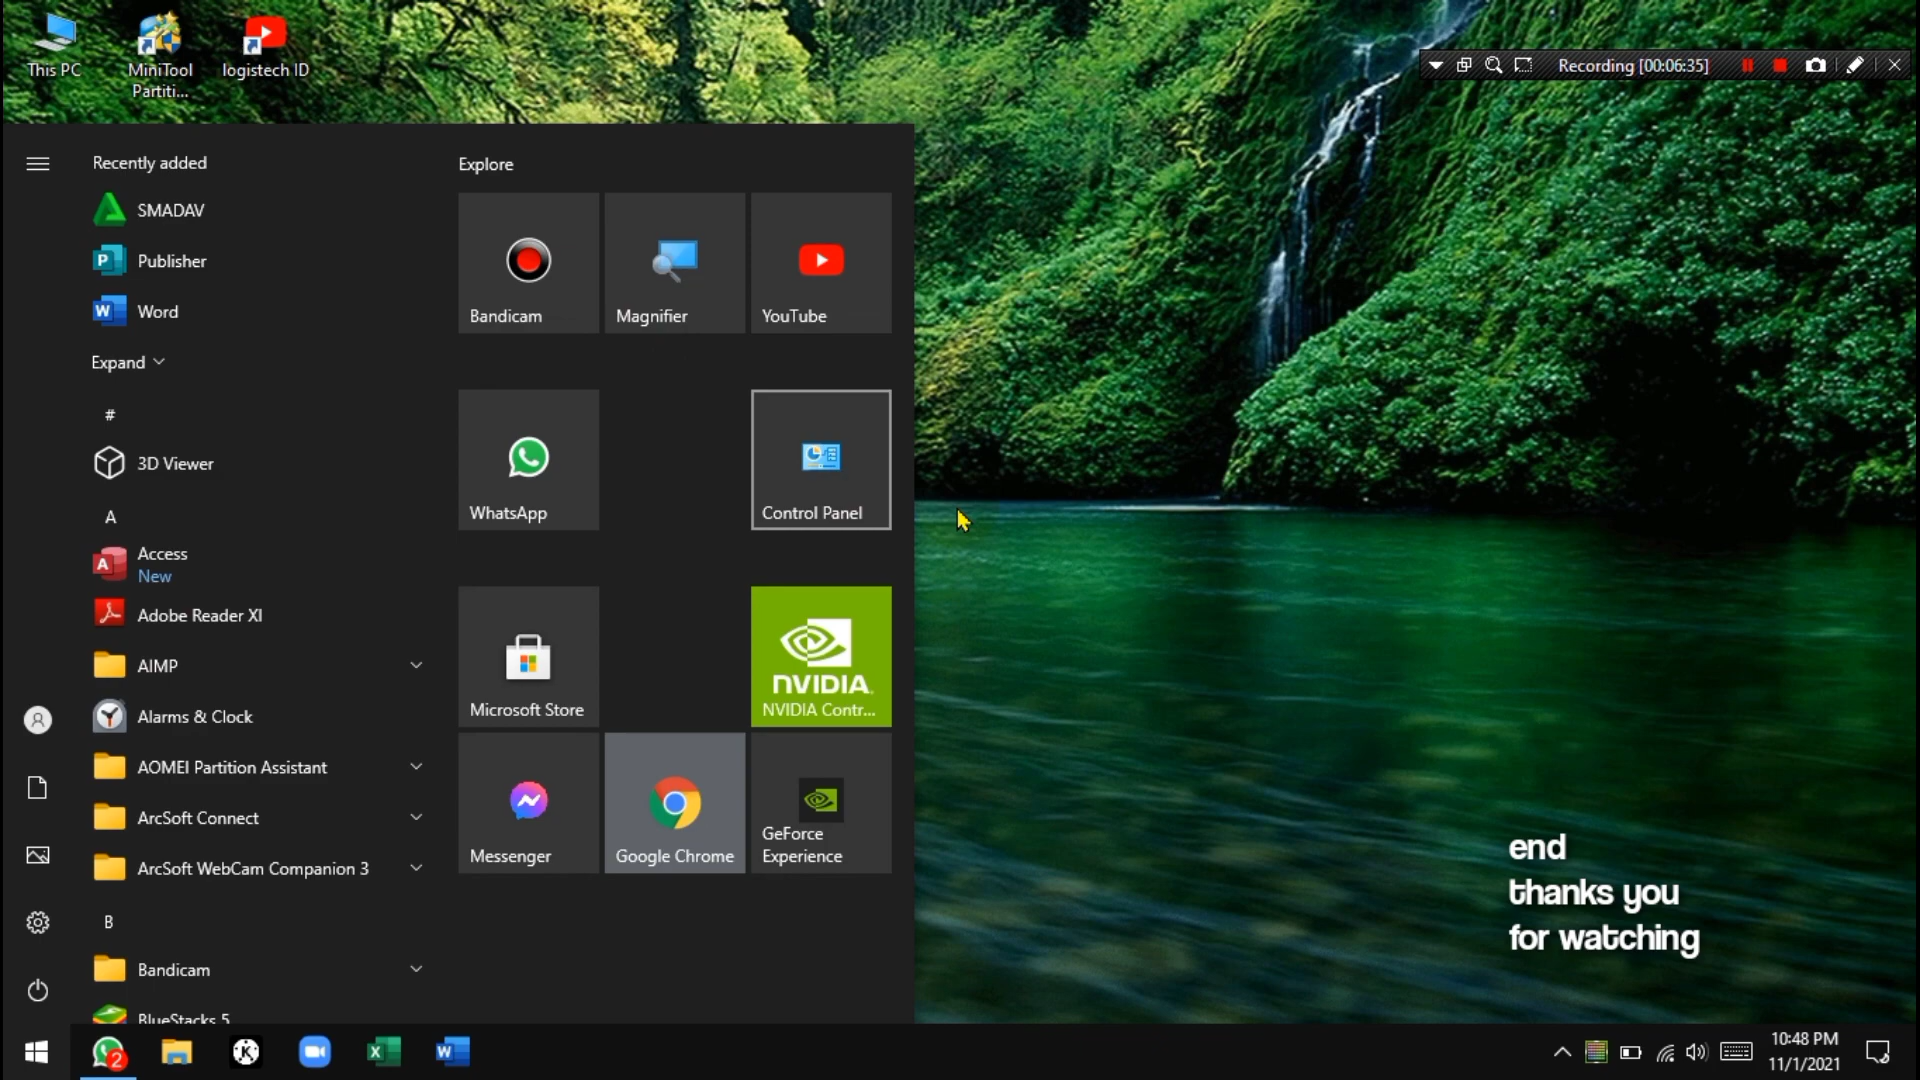 This PC
MiniTool
Partiti...
logistech ID
Recording [00:06:35]
Recently added
SMADAV
Publisher
Word
Expand
#
3D Viewer
A
Access
New
Adobe Reader XI
AIMP
Alarms & Clock
AOMEI Partition Assistant
ArcSoft Connect
ArcSoft WebCam Companion 3
B
Bandicam
BlueStacks 5
Explore
Bandicam
Magnifier
YouTube
WhatsApp
Control Panel
Microsoft Store
NVIDIA.
NVIDIA Contr...
Messenger
Google Chrome
GeForce
Experience
end
thanks you
for watching
2
10:48 PM
11/1/2021